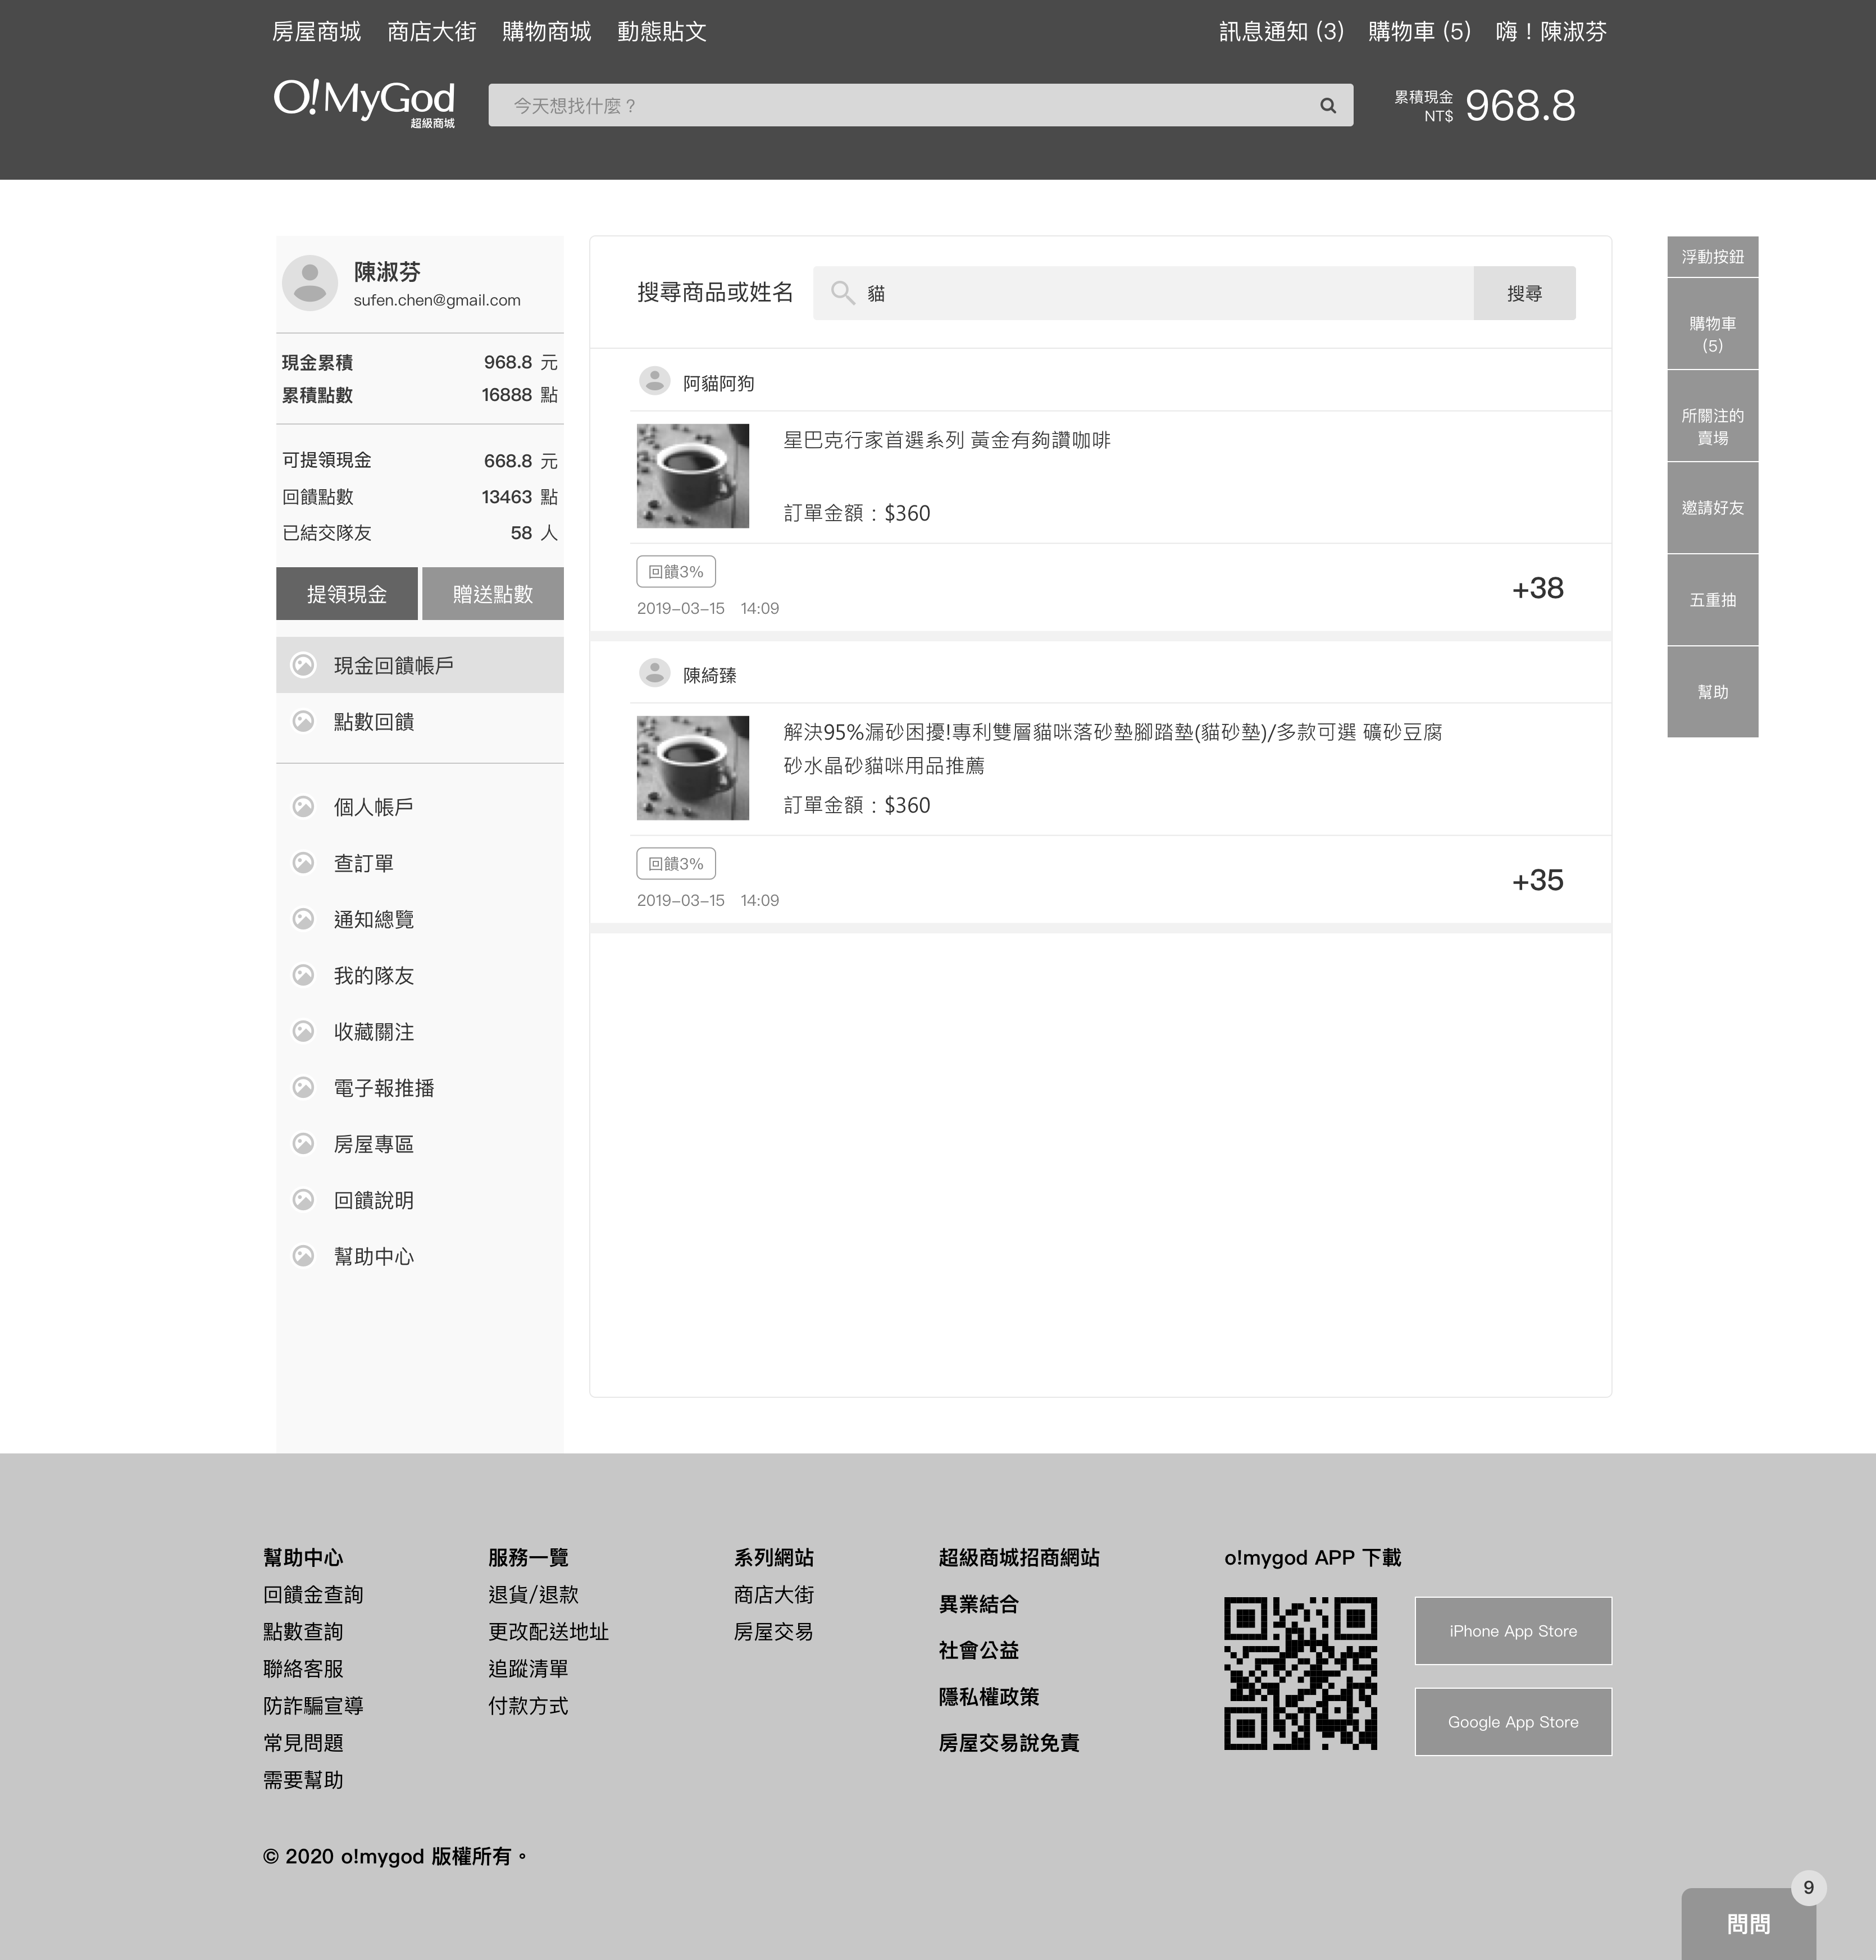 房屋商城 商店大街 購物商城 動態貼文 訊息通知 (3) 購物車 (5) 嗨！陳淑芬
O!MyGod
超級商城
今天想找什麼？
累積現金
NT$
968.8
陳淑芬
sufen.chen@gmail.com
現金累積 968.8 元
累積點數 16888 點
可提領現金 668.8 元
回饋點數 13463 點
已結交隊友 58 人
提領現金 贈送點數
現金回饋帳戶
點數回饋
個人帳戶
查訂單
通知總覽
我的隊友
收藏關注
電子報推播
房屋專區
回饋說明
幫助中心
搜尋商品或姓名 貓 搜尋
阿貓阿狗
星巴克行家首選系列 黃金有夠讚咖啡
訂單金額：$360
回饋3%
2019-03-15 14:09
+38
陳綺臻
解決95%漏砂困擾!專利雙層貓咪落砂墊腳踏墊(貓砂墊)/多款可選 礦砂豆腐
砂水晶砂貓咪用品推薦
訂單金額：$360
回饋3%
2019-03-15 14:09
+35
浮動按鈕
購物車
(5)
所關注的
賣場
邀請好友
五重抽
幫助
幫助中心
回饋金查詢
點數查詢
聯絡客服
防詐騙宣導
常見問題
需要幫助
服務一覽
退貨/退款
更改配送地址
追蹤清單
付款方式
系列網站
商店大街
房屋交易
超級商城招商網站
異業結合
社會公益
隱私權政策
房屋交易說免責
o!mygod APP 下載
iPhone App Store
Google App Store
© 2020 o!mygod 版權所有。
9
問問